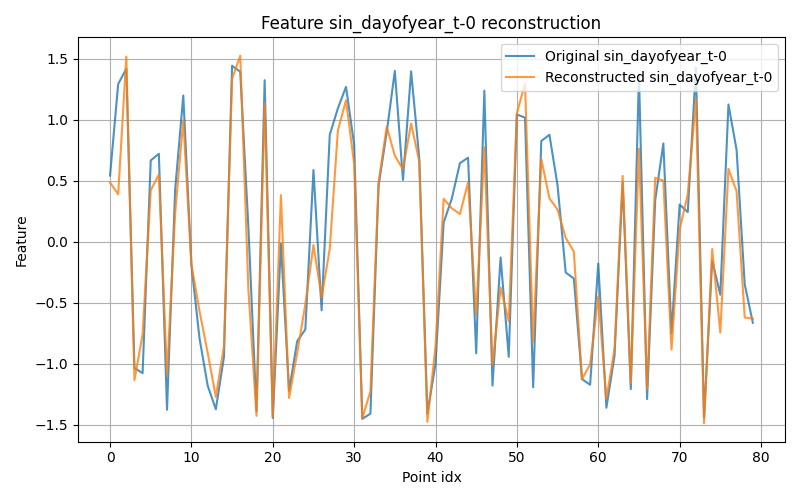 Feature sin_dayofyear_t-0 reconstruction
Original sin_dayofyear_t-0
Reconstructed sin_dayofyear_t-0
Feature
1.5
1.0
0.5
0.0
−0.5
−1.0
−1.5
0 10 20 30 40 50 60 70 80
Point idx